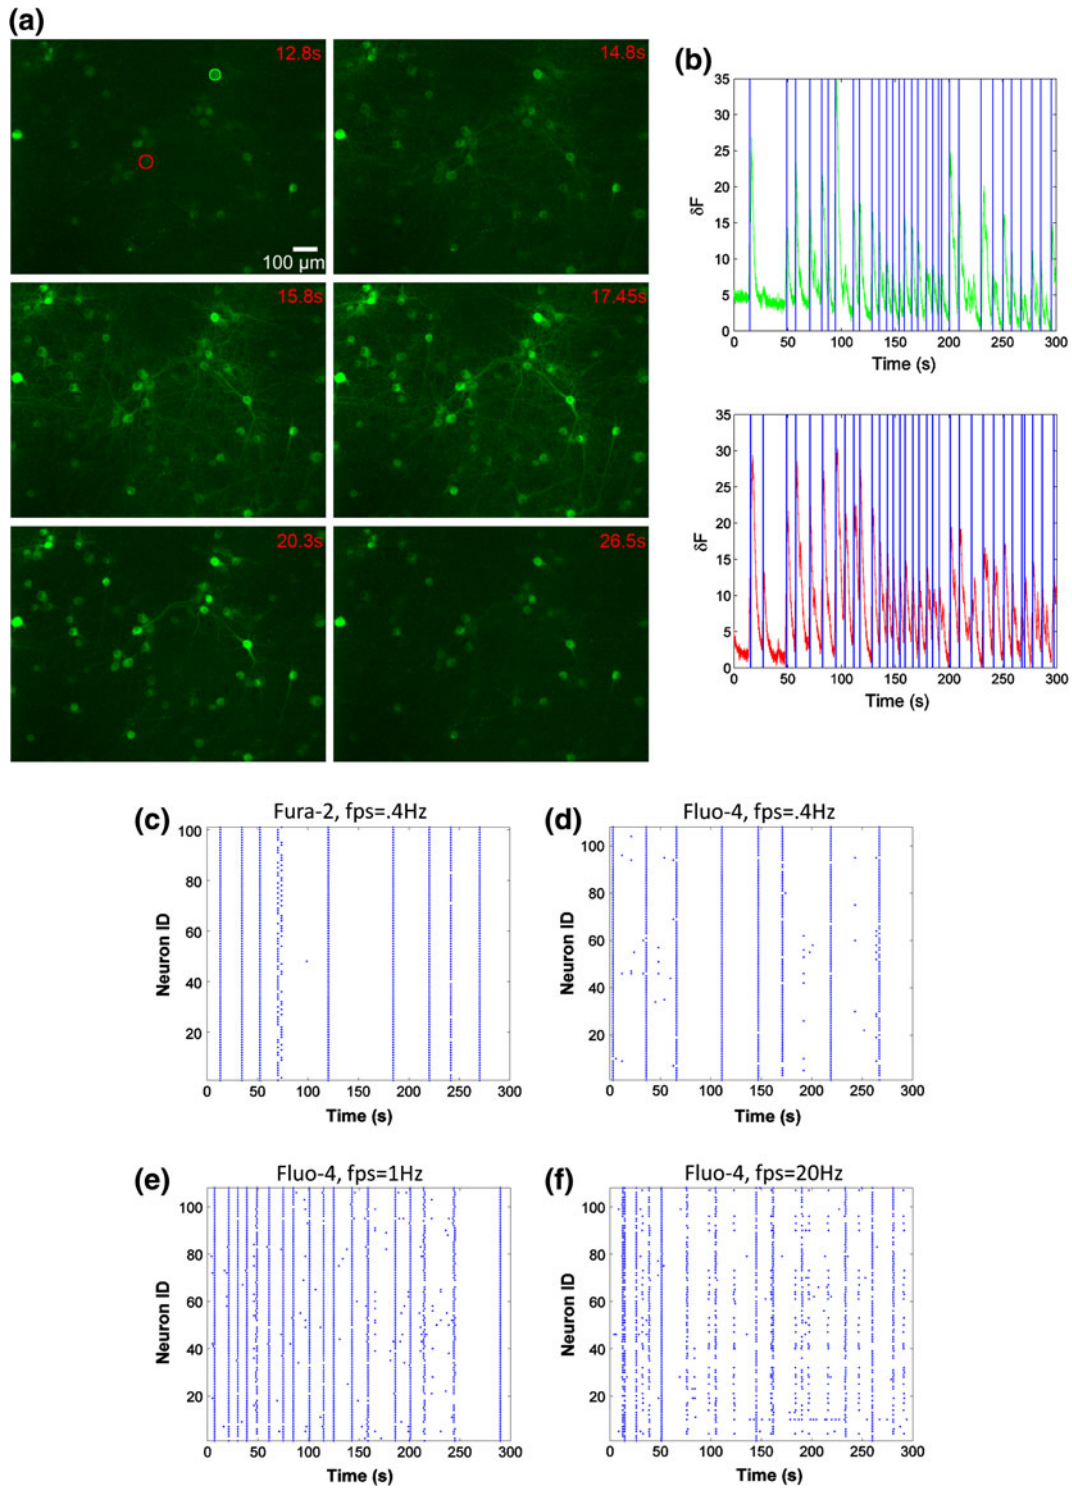 (a)
12.8s
14.8s
100 µm
15.8s
17.45s
20.3s
26.5s
(b)
35
30
25
20
15
10
5
0
δF
0 50 100 150 200 250 300
Time (s)
35
30
25
20
15
10
5
0
δF
0 50 100 150 200 250 300
Time (s)
(c)
Fura-2, fps=.4Hz
100
80
60
40
20
Neuron ID
0 50 100 150 200 250 300
Time (s)
(d)
Fluo-4, fps=.4Hz
100
80
60
40
20
Neuron ID
0 50 100 150 200 250 300
Time (s)
(e)
Fluo-4, fps=1Hz
100
80
60
40
20
Neuron ID
0 50 100 150 200 250 300
Time (s)
(f)
Fluo-4, fps=20Hz
100
80
60
40
20
Neuron ID
0 50 100 150 200 250 300
Time (s)